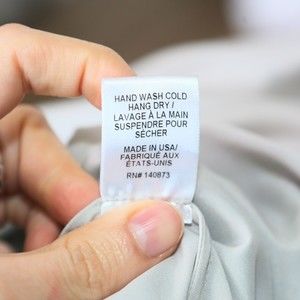 HAND WASH COLD
HANG DRY /
LAVAGE À LA MAIN
SUSPENDRE POUR
SÉCHER
MADE IN USA/
FABRIQUÉ AUX
ÉTATS-UNIS
RN# 140873